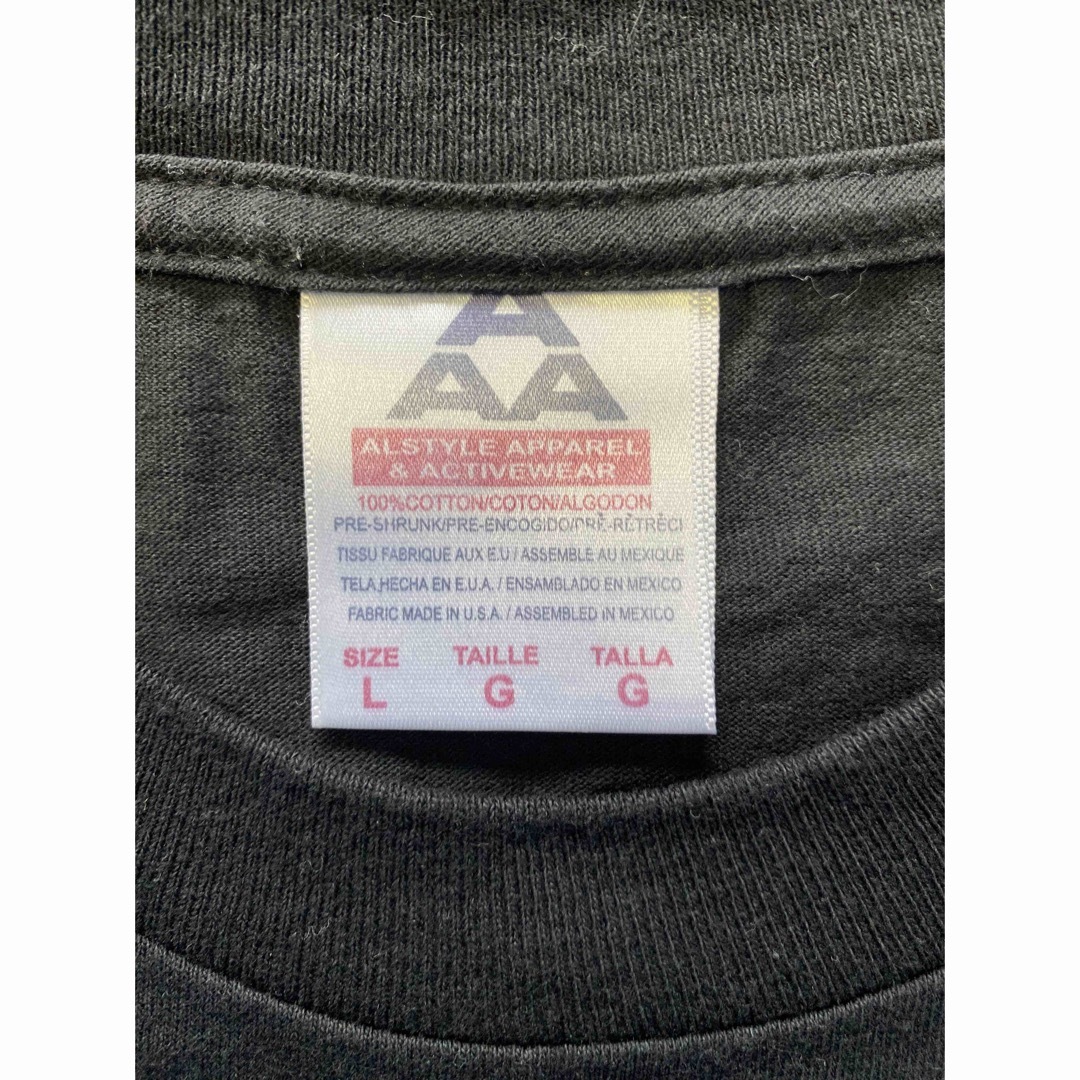 A
AA
ALSTYLE APPAREL
& ACTIVEWEAR
100%COTTON/COTON/ALGODON
PRE-SHRUNK/PRE-ENCOGIDO/PRÉ-RÉTRÉCI
TISSU FABRIQUE AUX E.U / ASSEMBLE AU MEXIQUE
TELA HECHA EN E.U.A. / ENSAMBLADO EN MEXICO
FABRIC MADE IN U.S.A. / ASSEMBLED IN MEXICO
SIZE TAILLE TALLA
L G G